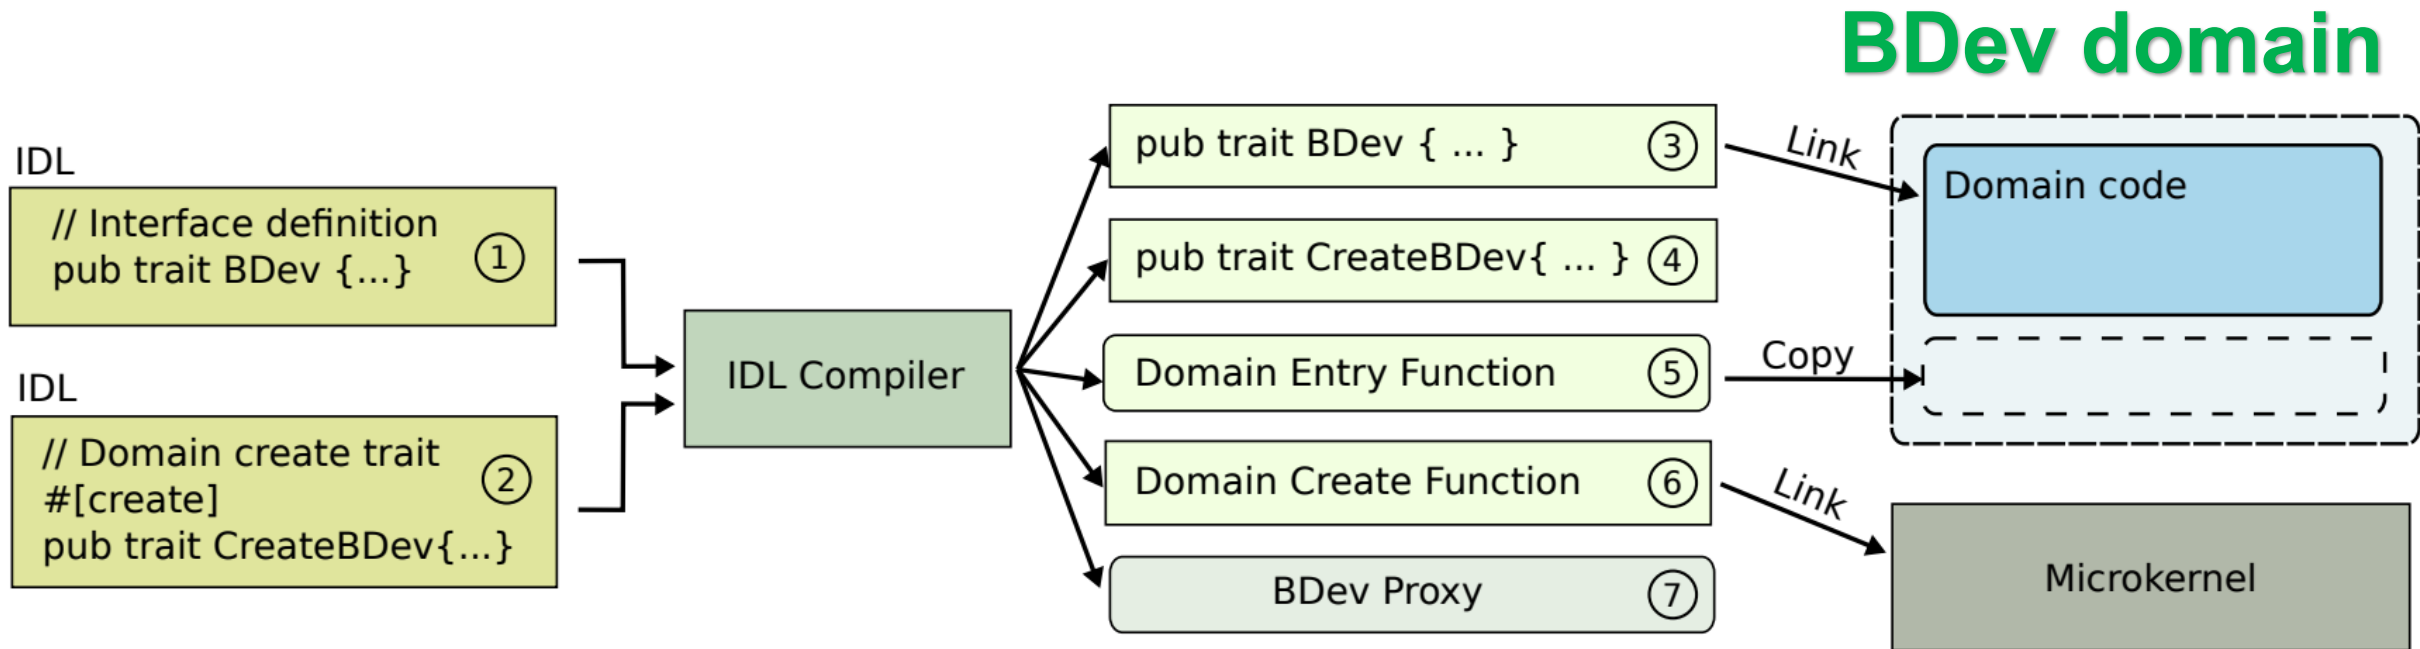 BDev domain
IDL
// Interface definition
pub trait BDev {...}
①
IDL
// Domain create trait
#[create]
pub trait CreateBDev{...}
②
IDL Compiler
pub trait BDev { ... }
③
pub trait CreateBDev{ ... }
④
Domain Entry Function
⑤
Domain Create Function
⑥
BDev Proxy
⑦
Link
Copy
Link
Domain code
Microkernel